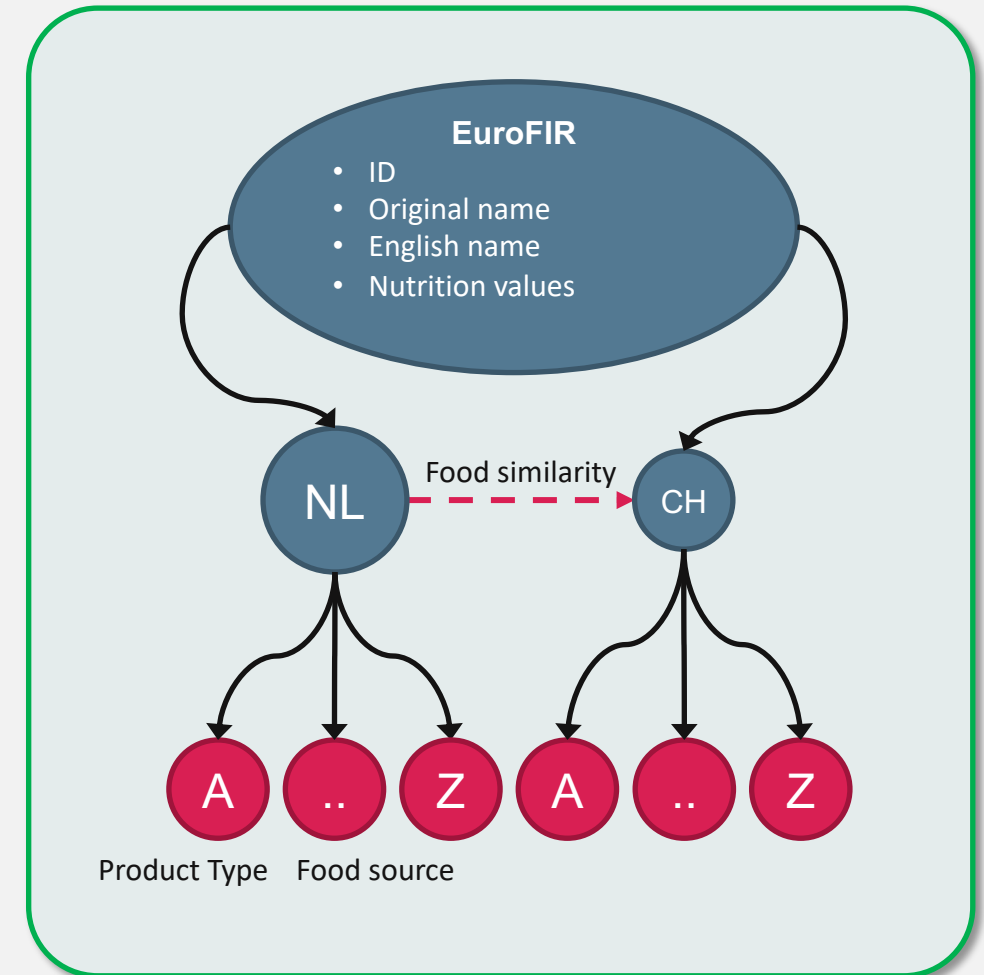 EuroFIR
• ID
• Original name
• English name
• Nutrition values
Food similarity
NL
CH
A
..
Z
A
..
Z
Product Type
Food source